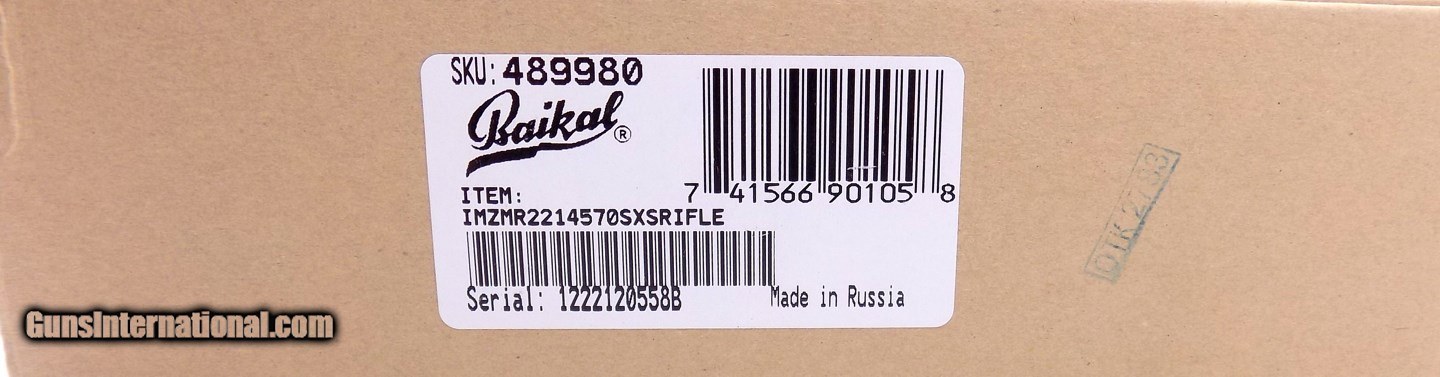 SKU: 489980
Baikal ®
7 41566 90105 8
ITEM:
IMZMR2214570SXSRIFLE
Serial: 1222120558B
Made in Russia
GunsInternational.com